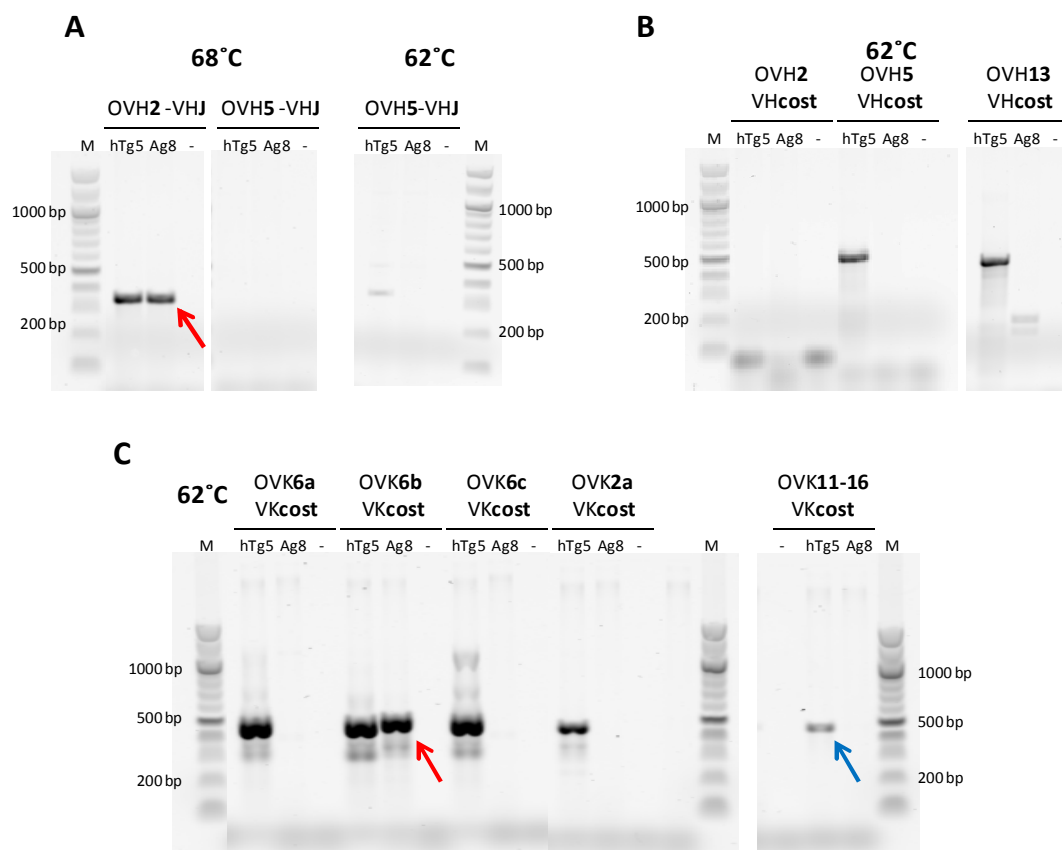 A
68˚C
62˚C
OVH2 -VHJ
OVH5 -VHJ
OVH5-VHJ
M
hTg5 Ag8 -
hTg5 Ag8 -
hTg5 Ag8 -
M
1000 bp
500 bp
200 bp
1000 bp
500 bp
200 bp
B
62˚C
OVH2
VHcost
OVH5
VHcost
OVH13
VHcost
M
hTg5 Ag8 -
hTg5 Ag8 -
hTg5 Ag8
1000 bp
500 bp
200 bp
C
62˚C
OVK6a
VKcost
OVK6b
VKcost
OVK6c
VKcost
OVK2a
VKcost
OVK11-16
VKcost
M
hTg5 Ag8 -
hTg5 Ag8 -
hTg5 Ag8 -
hTg5 Ag8 -
M
- hTg5 Ag8
M
1000 bp
500 bp
200 bp
1000 bp
500 bp
200 bp